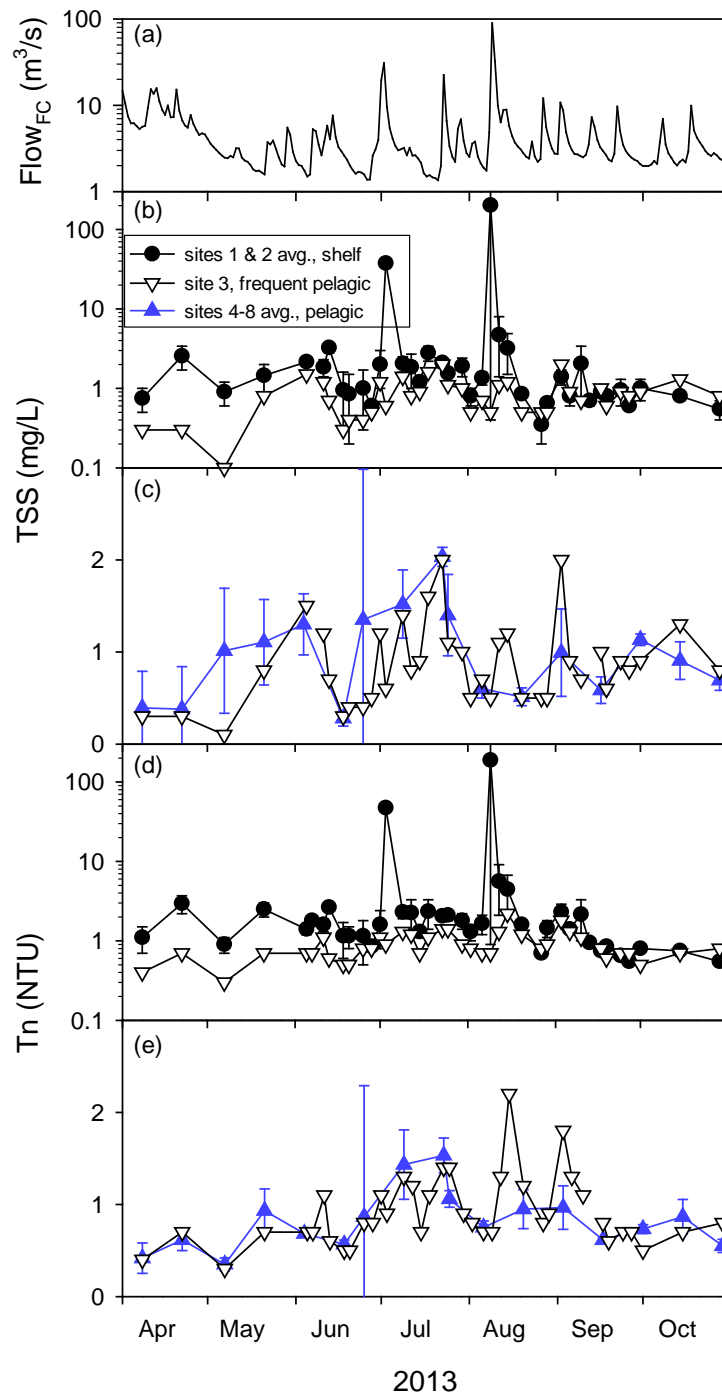 (a)
Flow_FC (m³/s)
100
10
1
(b)
sites 1 & 2 avg., shelf
site 3, frequent pelagic
sites 4-8 avg., pelagic
100
10
1
0.1
TSS (mg/L)
(c)
2
1
0
(d)
100
10
1
0.1
Tn (NTU)
(e)
2
1
0
Apr May Jun Jul Aug Sep Oct
2013